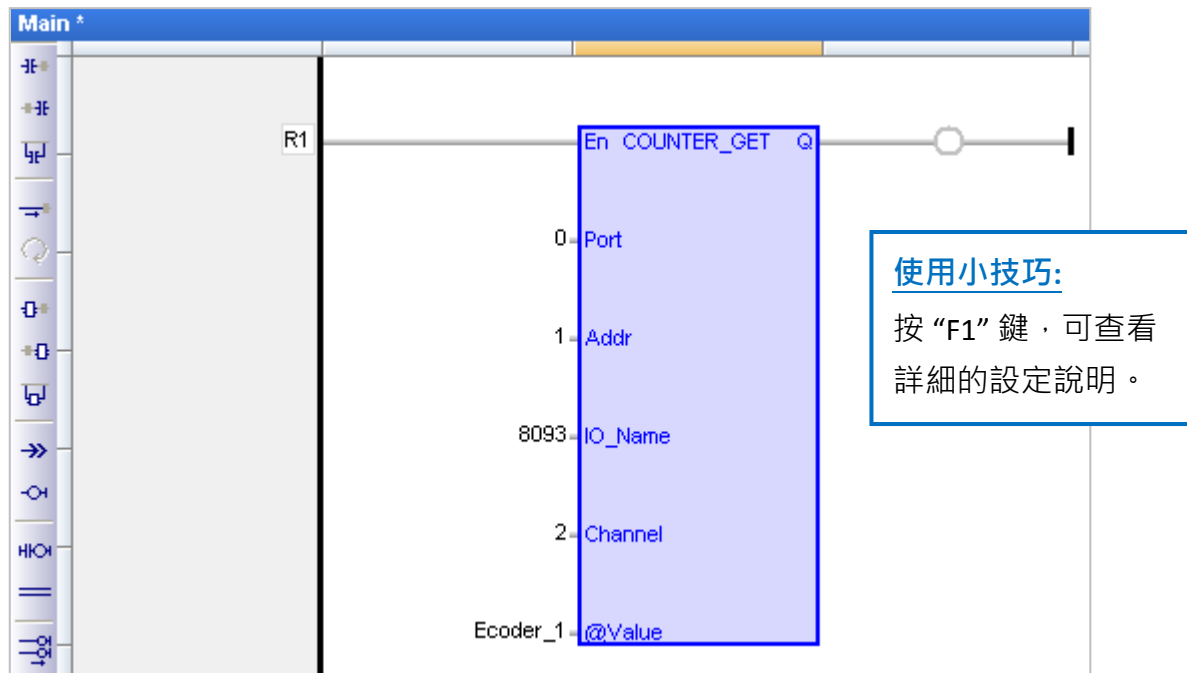 Main *
R1
En COUNTER_GET Q
0 Port
1 Addr
8093 IO_Name
2 Channel
Ecoder_1 @Value
使用小技巧:
按 “F1” 鍵，可查看
詳細的設定說明。